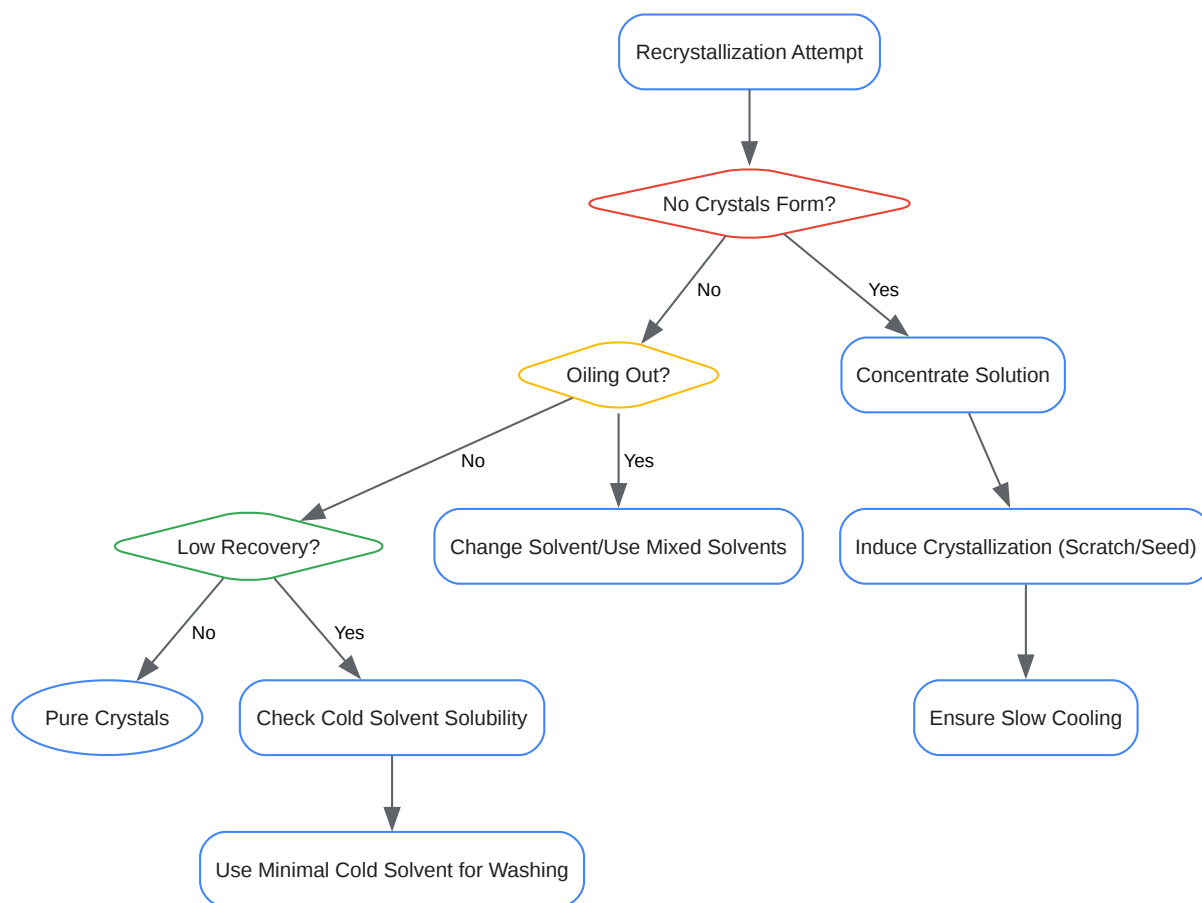 Recrystallization Attempt
No Crystals Form?
No
Yes
Oiling Out?
Concentrate Solution
No
Yes
Low Recovery?
Change Solvent/Use Mixed Solvents
Induce Crystallization (Scratch/Seed)
No
Yes
Pure Crystals
Check Cold Solvent Solubility
Ensure Slow Cooling
Use Minimal Cold Solvent for Washing